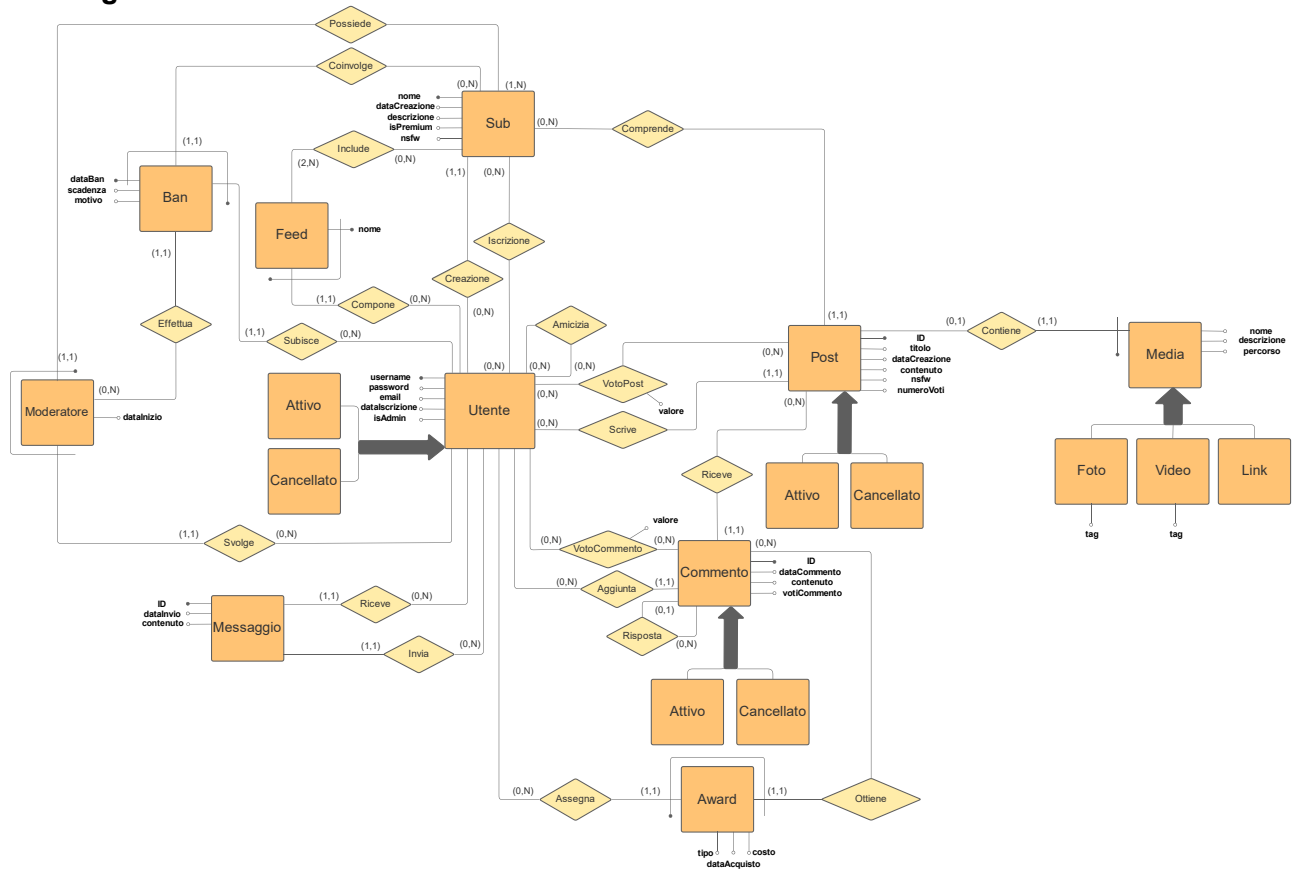 Possiede
Coinvolge
(0,N)
(1,N)
nome
dataCreazione
descrizione
isPremium
nsfw
Sub
(0,N)
Comprende
(1,1)
Include
(2,N)
(0,N)
(1,1)
(0,N)
dataBan
scadenza
motivo
Ban
Feed
nome
(1,1)
Iscrizione
Creazione
(1,1)
Compone
(0,N)
(0,N)
Effettua
(1,1)
Subisce
(0,N)
Amicizia
(1,1)
ID
titolo
dataCreazione
contenuto
nsfw
numeroVoti
Post
(0,1)
Contiene
(1,1)
nome
descrizione
percorso
Media
(0,N)
(1,1)
(0,N)
(0,N)
(1,1)
(0,N)
Moderatore
dataInizio
username
password
email
dataIscrizione
isAdmin
Utente
(0,N)
(0,N)
VotoPost
valore
(0,N)
Scrive
(0,N)
Attivo
Cancellato
Riceve
Attivo
Cancellato
Foto
Video
Link
tag
tag
(1,1)
Svolge
(0,N)
valore
(0,N)
VotoCommento
(0,N)
(1,1)
(0,N)
Commento
ID
dataCommento
contenuto
votiCommento
(0,N)
Aggiunta
(1,1)
(0,1)
Risposta
(0,N)
ID
dataInvio
contenuto
Messaggio
(1,1)
Riceve
(0,N)
(1,1)
Invia
(0,N)
Attivo
Cancellato
(0,N)
Assegna
(1,1)
Award
(1,1)
Ottiene
tipo
costo
dataAcquisto